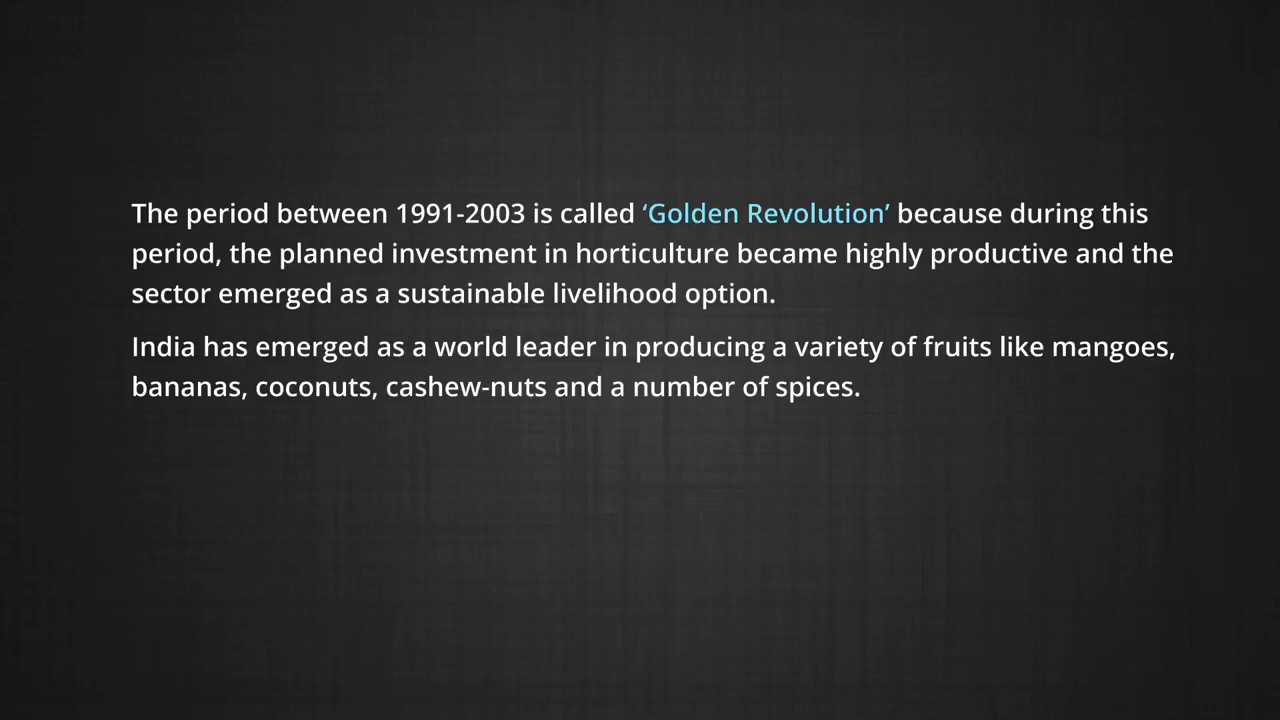 The period between 1991-2003 is called ‘Golden Revolution’ because during this
period, the planned investment in horticulture became highly productive and the
sector emerged as a sustainable livelihood option.
India has emerged as a world leader in producing a variety of fruits like mangoes,
bananas, coconuts, cashew-nuts and a number of spices.